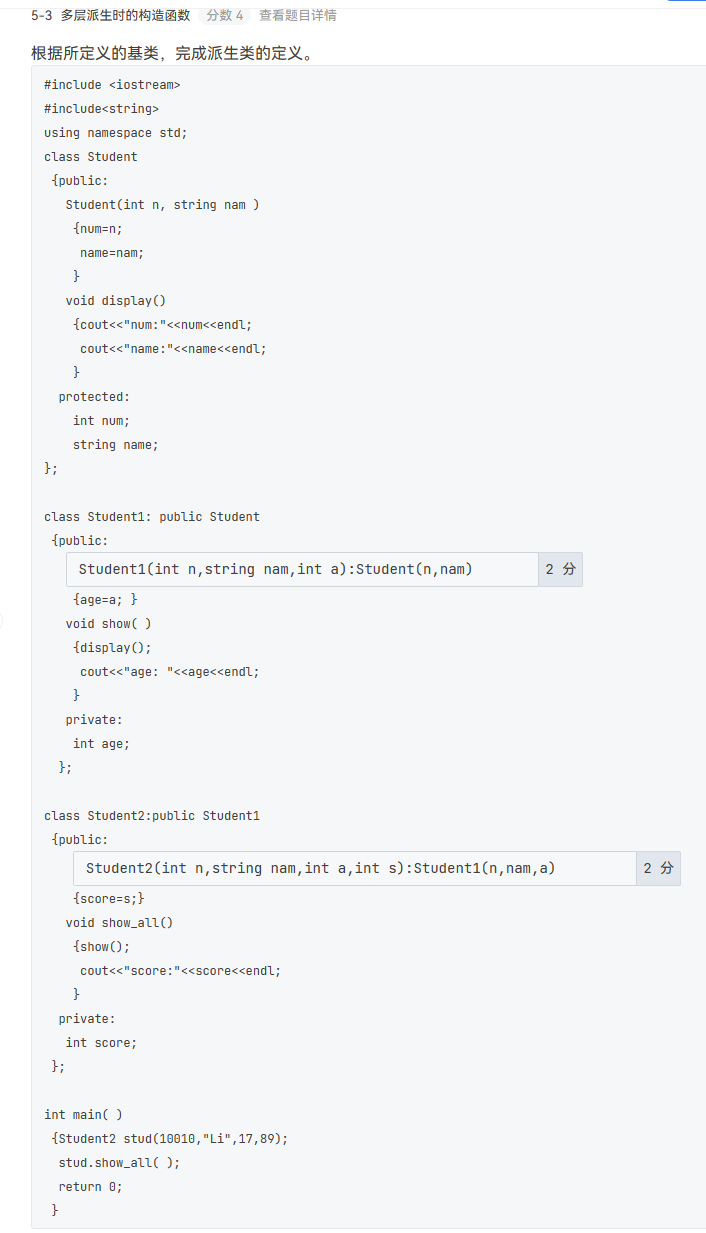 5-3 多层派生时的构造函数 分数 4 查看题目详情
根据所定义的基类，完成派生类的定义。
#include <iostream>
#include<string>
using namespace std;
class Student
{public:
Student(int n, string nam )
{num=n;
name=nam;
}
void display()
{cout<<"num:"<<num<<endl;
cout<<"name:"<<name<<endl;
}
protected:
int num;
string name;
};
class Student1: public Student
{public:
Student1(int n,string nam,int a):Student(n,nam) 2 分
{age=a; }
void show( )
{display();
cout<<"age: "<<age<<endl;
}
private:
int age;
};
class Student2:public Student1
{public:
Student2(int n,string nam,int a,int s):Student1(n,nam,a) 2 分
{score=s;}
void show_all()
{show();
cout<<"score:"<<score<<endl;
}
private:
int score;
};
int main( )
{Student2 stud(10010,"Li",17,89);
stud.show_all( );
return 0;
}